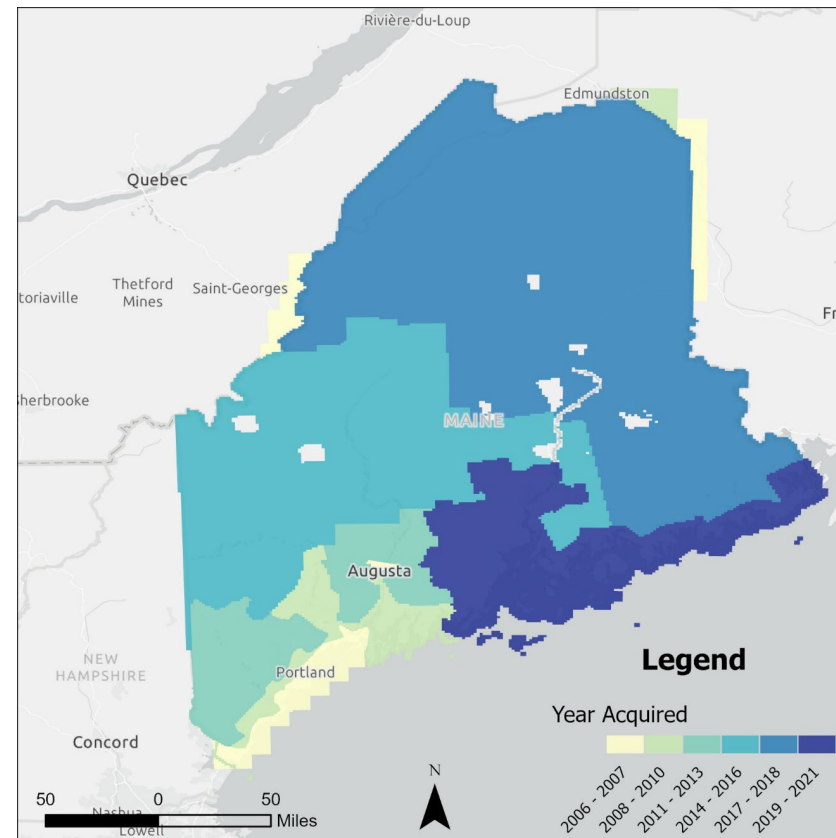 Rivière-du-Loup
Edmundston
Quebec
Thetford
Mines
Saint-Georges
toriaville
Fr
herbrooke
MAINE
Augusta
NEW
HAMPSHIRE
Portland
Legend
Year Acquired
Concord
N
50 0 50
Miles
Nashua
Lowell
2006 - 2007
2008 - 2010
2011 - 2013
2014 - 2016
2017 - 2018
2019 - 2021